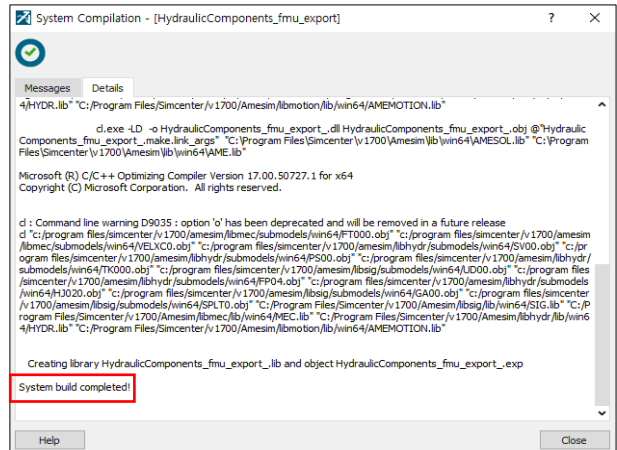 System Compilation - [HydraulicComponents_fmu_export]
Messages Details
4/HYDR.lib" "C:/Program Files/Simcenter/v1700/Amesim/libmotion/lib/win64/AMEMOTION.lib"
cl.exe -LD -o HydraulicComponents_fmu_export_.dll HydraulicComponents_fmu_export_.obj @"Hydraulic
Components_fmu_export_.make.link_args" "C:\Program Files\Simcenter\v1700\Amesim\lib\win64\AMESOL.lib" "C:\Program
Files\Simcenter\v1700\Amesim\lib\win64\AME.lib"
Microsoft (R) C/C++ Optimizing Compiler Version 17.00.50727.1 for x64
Copyright (C) Microsoft Corporation. All rights reserved.
cl : Command line warning D9035 : option 'o' has been deprecated and will be removed in a future release
cl "c:/program files/simcenter/v1700/amesim/libhydr/submodels/win64/FT000.obj" "c:/program files/simcenter/v1700/amesim
/libmec/submodels/win64/VELXC0.obj" "c:/program files/simcenter/v1700/amesim/libhydr/submodels/win64/SV00.obj" "c:/pr
ogram files/simcenter/v1700/amesim/libhydr/submodels/win64/PS00.obj" "c:/program files/simcenter/v1700/amesim/libhydr/
submodels/win64/TK000.obj" "c:/program files/simcenter/v1700/amesim/libsig/submodels/win64/UD00.obj" "c:/program files
/simcenter/v1700/amesim/libhydr/submodels/win64/FP04.obj" "c:/program files/simcenter/v1700/amesim/libhydr/submodels
/win64/HJ020.obj" "c:/program files/simcenter/v1700/amesim/libsig/submodels/win64/GA00.obj" "c:/program files/simcenter
/v1700/amesim/libsig/submodels/win64/SPLT0.obj" "C:/Program Files/Simcenter/v1700/Amesim/libsig/lib/win64/SIG.lib" "C:/P
rogram Files/Simcenter/v1700/Amesim/libmec/lib/win64/MEC.lib" "C:/Program Files/Simcenter/v1700/Amesim/libhydr/lib/win6
4/HYDR.lib" "C:/Program Files/Simcenter/v1700/Amesim/libmotion/lib/win64/AMEMOTION.lib"
Creating library HydraulicComponents_fmu_export_.lib and object HydraulicComponents_fmu_export_.exp
System build completed!
Help Close